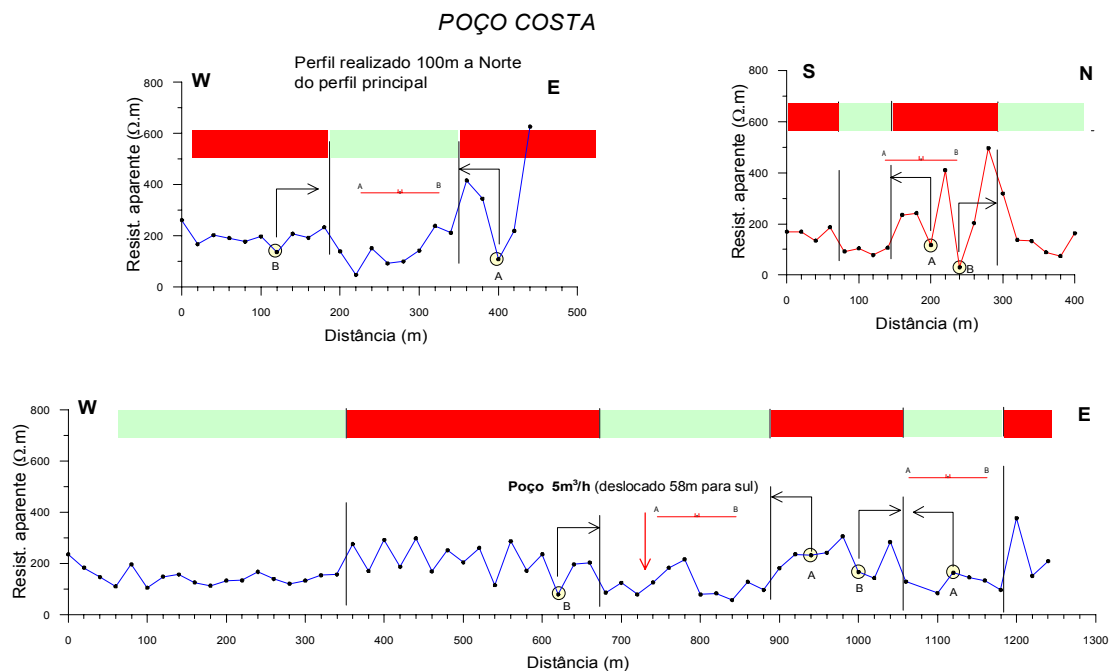 POÇO COSTA
Perfil realizado 100m a Norte
do perfil principal
W
E
Resist. aparente (Ω.m)
800
600
400
200
0
A
B
B
A
0 100 200 300 400 500
Distância (m)
S
N
Resist. aparente (Ω.m)
800
600
400
200
0
A
B
A
B
0 100 200 300 400
Distância (m)
W
E
Resist. aparente (Ω.m)
800
600
400
200
0
Poço 5m³/h (deslocado 58m para sul)
A
B
A
B
B
A
B
A
0 100 200 300 400 500 600 700 800 900 1000 1100 1200 1300
Distância (m)